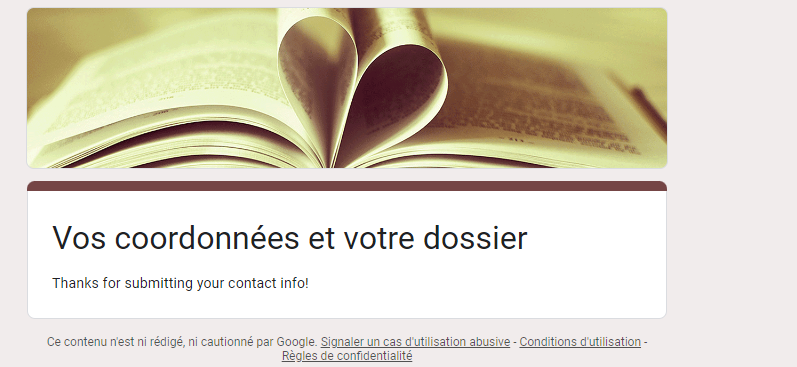 Vos coordonnées et votre dossier
Thanks for submitting your contact info!
Ce contenu n'est ni rédigé, ni cautionné par Google. Signaler un cas d'utilisation abusive - Conditions d'utilisation -
Règles de confidentialité